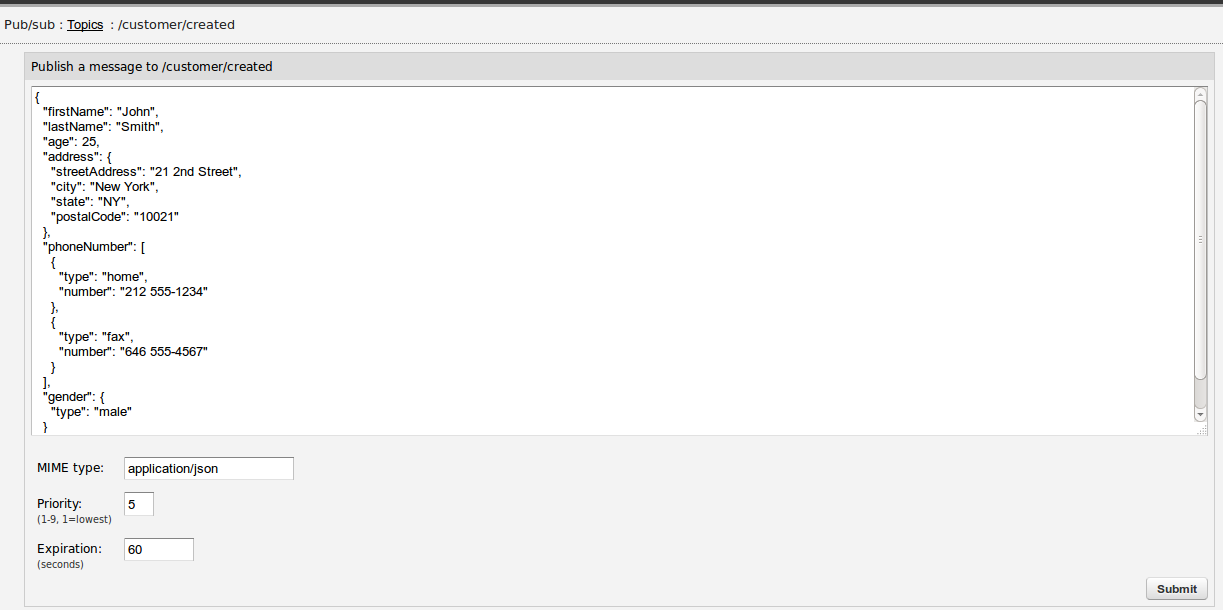 Pub/sub : Topics : /customer/created
Publish a message to /customer/created
{
"firstName": "John",
"lastName": "Smith",
"age": 25,
"address": {
"streetAddress": "21 2nd Street",
"city": "New York",
"state": "NY",
"postalCode": "10021"
},
"phoneNumber": [
{
"type": "home",
"number": "212 555-1234"
},
{
"type": "fax",
"number": "646 555-4567"
}
],
"gender": {
"type": "male"
}
MIME type: application/json
Priority: 5
(1-9, 1=lowest)
Expiration: 60
(seconds)
Submit